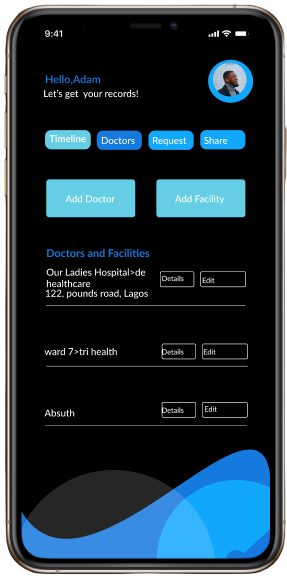 9:41
Hello,Adam
Let's get your records!
Timeline
Doctors
Request
Share
Add Doctor
Add Facility
Doctors and Facilities
Our Ladies Hospital>de
healthcare
122, pounds road, Lagos
Details
Edit
ward 7>tri health
Details
Edit
Absuth
Details
Edit